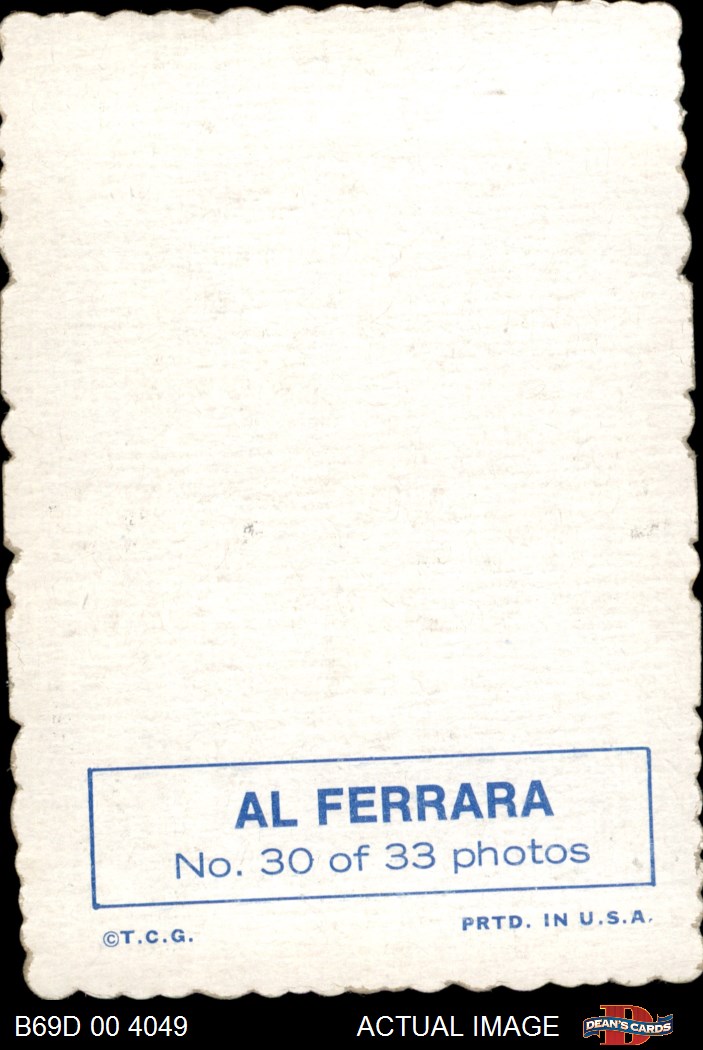 AL FERRARA
No. 30 of 33 photos
©T.C.G. PRTD. IN U.S.A.
B69D 00 4049 ACTUAL IMAGE DEAN'S CARDS